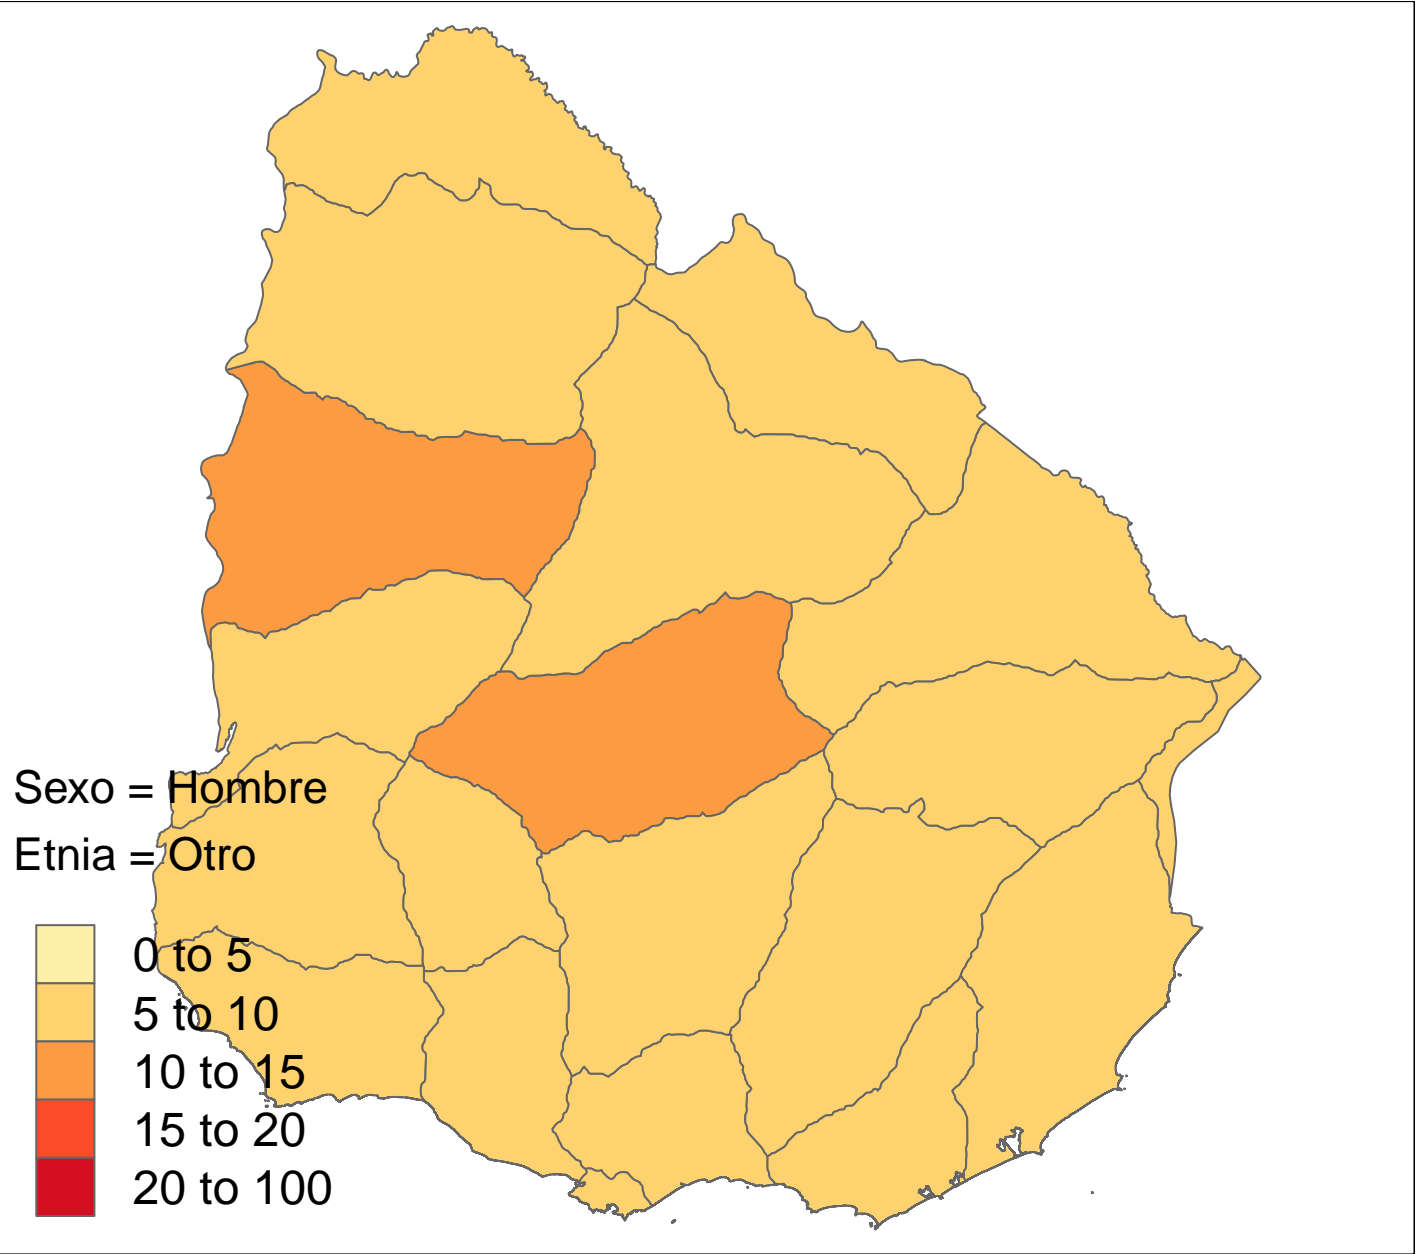 Sexo = Hombre
Etnia = Otro
0 to 5
5 to 10
10 to 15
15 to 20
20 to 100